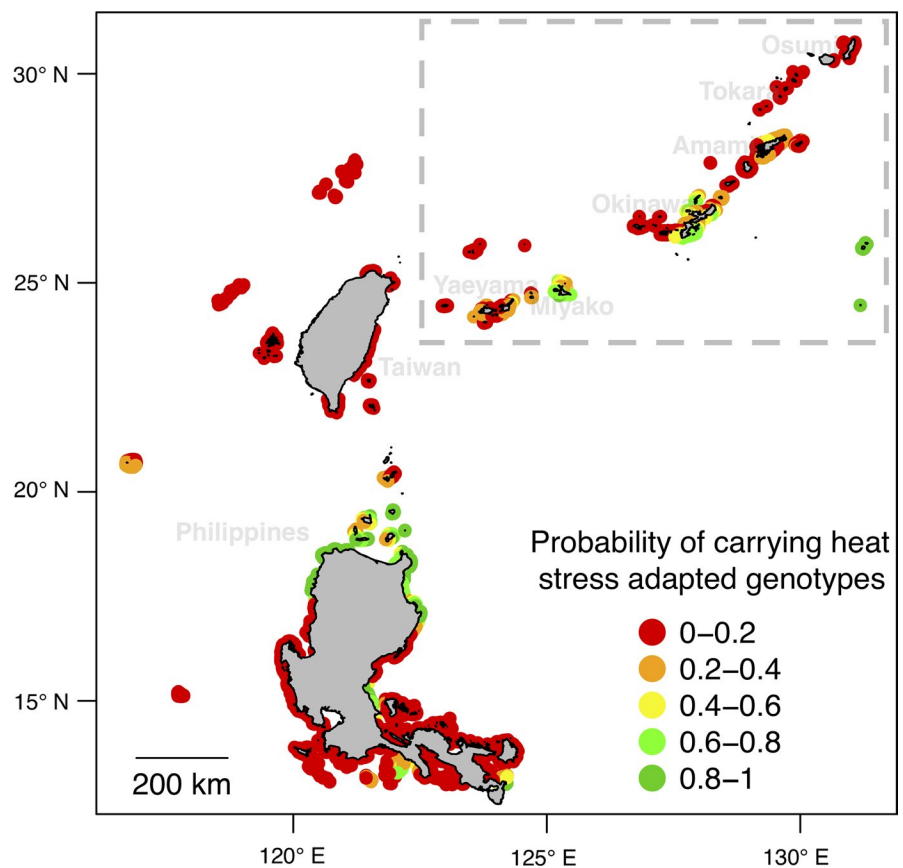 30° N
25° N
20° N
15° N
120° E
125° E
130° E
Osumi
Tokara
Amami
Okinawa
Yaeyama
Miyako
Taiwan
Philippines
Probability of carrying heat
stress adapted genotypes
0–0.2
0.2–0.4
0.4–0.6
0.6–0.8
0.8–1
200 km